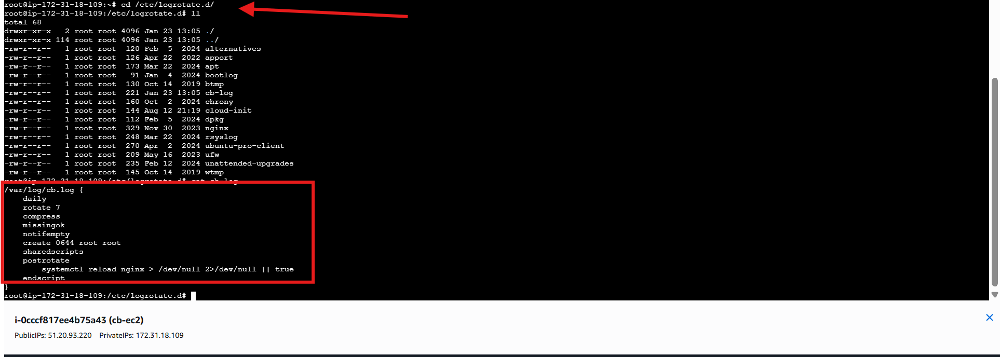 root@ip-172-31-18-109:~# cd /etc/logrotate.d/
root@ip-172-31-18-109:/etc/logrotate.d# ll
total 68
drwxr-xr-x   2 root root 4096 Jan 23 13:05 ./
drwxr-xr-x 114 root root 4096 Jan 23 13:05 ../
-rw-r--r--   1 root root  120 Feb  5  2024 alternatives
-rw-r--r--   1 root root  126 Apr 22  2022 apport
-rw-r--r--   1 root root  173 Mar 22  2024 apt
-rw-r--r--   1 root root   91 Jan  4  2024 bootlog
-rw-r--r--   1 root root  130 Oct 14  2019 btmp
-rw-r--r--   1 root root  221 Jan 23 13:05 cb-log
-rw-r--r--   1 root root  160 Oct  2  2024 chrony
-rw-r--r--   1 root root  144 Aug 12 21:19 cloud-init
-rw-r--r--   1 root root  112 Feb  5  2024 dpkg
-rw-r--r--   1 root root  329 Nov 30  2023 nginx
-rw-r--r--   1 root root  248 Mar 22  2024 rsyslog
-rw-r--r--   1 root root  270 Apr  2  2024 ubuntu-pro-client
-rw-r--r--   1 root root  209 May 16  2023 ufw
-rw-r--r--   1 root root  235 Feb 12  2024 unattended-upgrades
-rw-r--r--   1 root root  145 Oct 14  2019 wtmp
root@ip-172-31-18-109:/etc/logrotate.d# cat cb-log
/var/log/cb.log {
    daily
    rotate 7
    compress
    missingok
    notifempty
    create 0644 root root
    sharedscripts
    postrotate
        systemctl reload nginx > /dev/null 2>/dev/null || true
    endscript
}
root@ip-172-31-18-109:/etc/logrotate.d#
i-0cccf817ee4b75a43 (cb-ec2)
PublicIPs: 51.20.93.220    PrivateIPs: 172.31.18.109